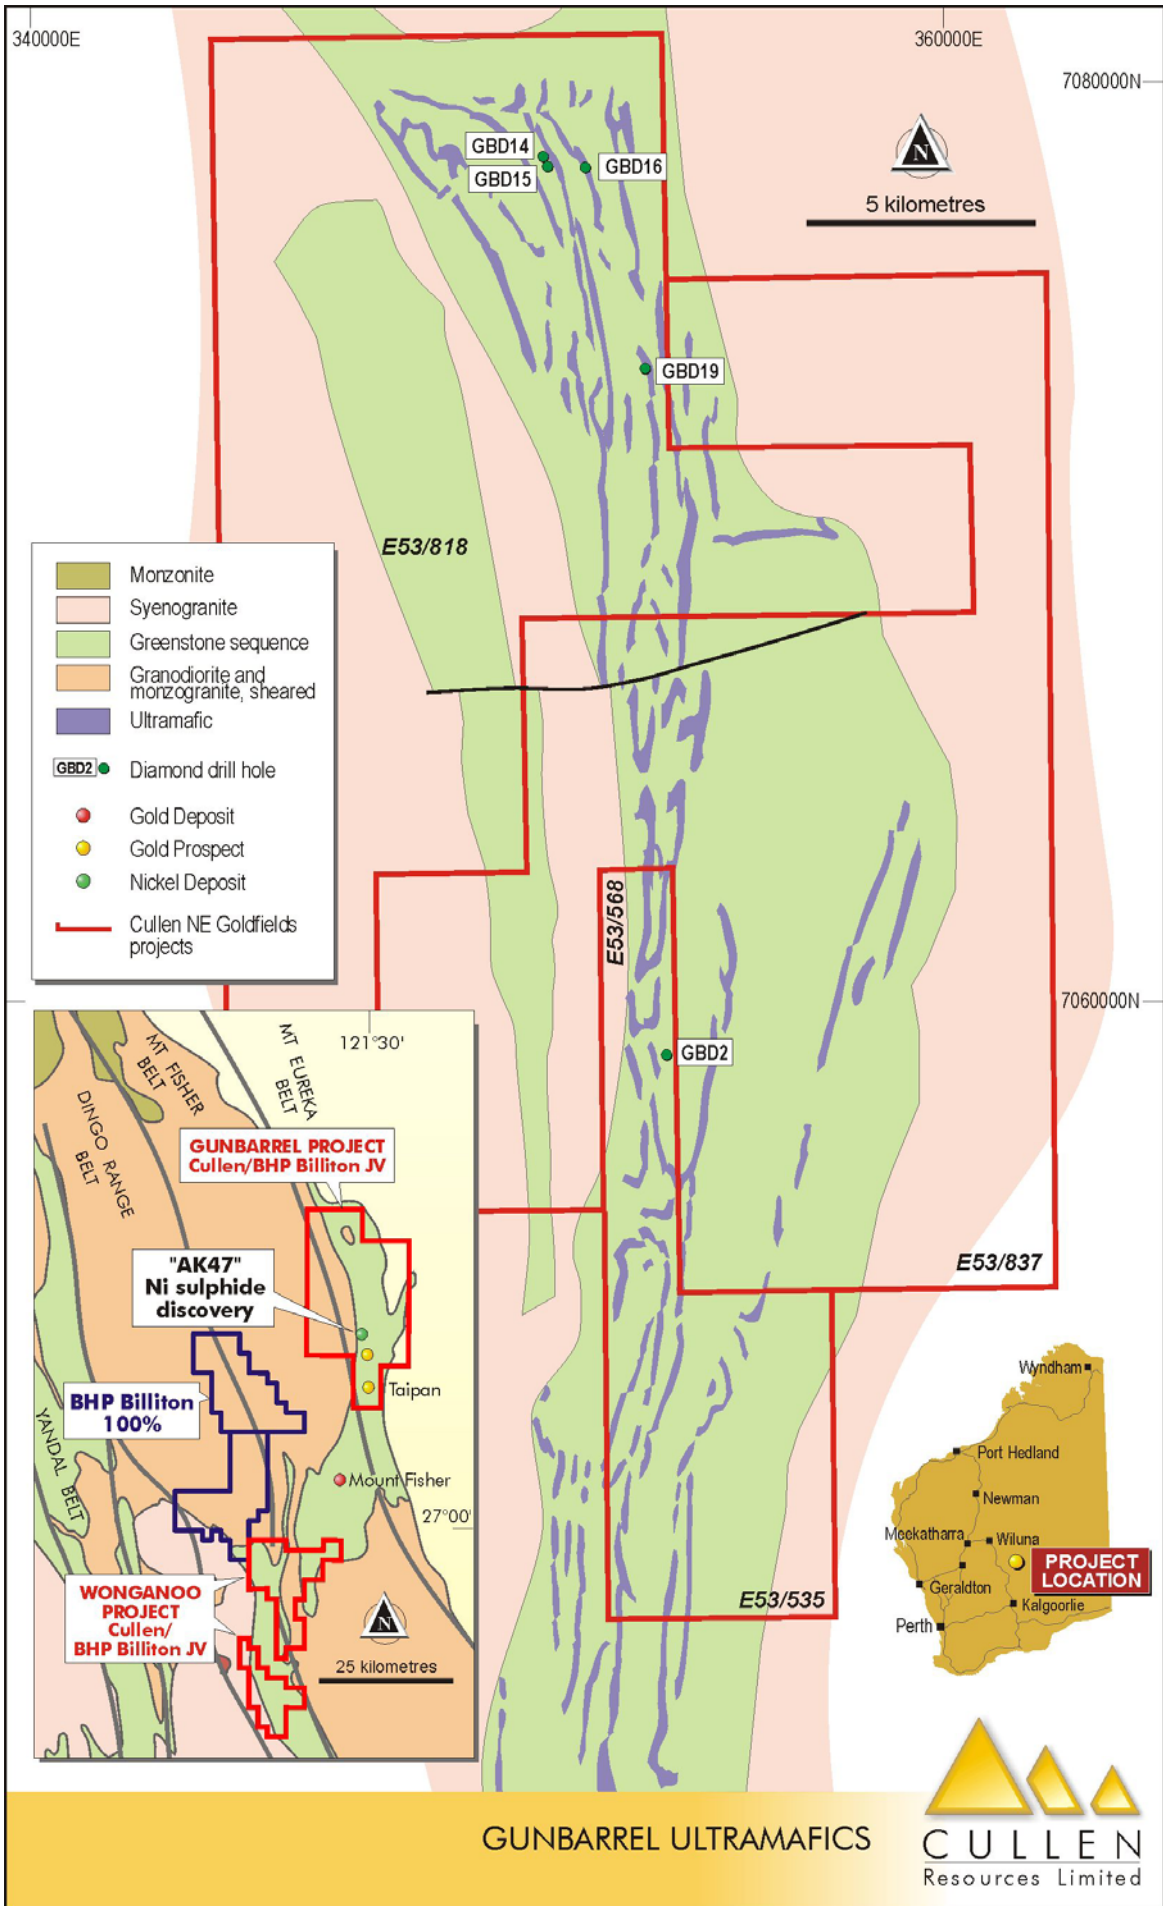 340000E
360000E
7080000N
N
5 kilometres
GBD14
GBD15
GBD16
GBD19
E53/818
Monzonite
Syenogranite
Greenstone sequence
Granodiorite and
monzogranite, sheared
Ultramafic
GBD2
Diamond drill hole
Gold Deposit
Gold Prospect
Nickel Deposit
Cullen NE Goldfields
projects
E53/568
7060000N
GBD2
E53/837
E53/535
121°30'
MT FISHER
BELT
MT EUREKA
BELT
DINGO RANGE
BELT
GUNBARREL PROJECT
Cullen/BHP Billiton JV
"AK47"
Ni sulphide
discovery
BHP Billiton
100%
Taipan
YANDAL BELT
Mount Fisher
27°00'
WONGANOO
PROJECT
Cullen/
BHP Billiton JV
N
25 kilometres
Wyndham
Port Hedland
Newman
Meekatharra
Wiluna
PROJECT
LOCATION
Geraldton
Kalgoorlie
Perth
GUNBARREL ULTRAMAFICS
CULLEN
Resources Limited